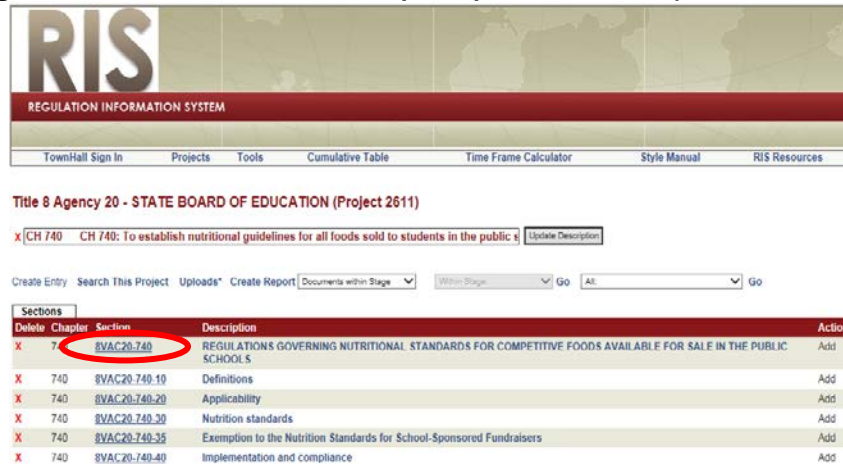 RIS
REGULATION INFORMATION SYSTEM
TownHall Sign In Projects Tools Cumulative Table Time Frame Calculator Style Manual RIS Resources
Title 8 Agency 20 - STATE BOARD OF EDUCATION (Project 2611)
X CH 740 CH 740: To establish nutritional guidelines for all foods sold to students in the public s Update Description
Create Entry Search This Project Uploads* Create Report Documents within Stage Within Stage Go All Go
Sections
Delete Chapter Section Description Actio
X 8VAC20-740 REGULATIONS GOVERNING NUTRITIONAL STANDARDS FOR COMPETITIVE FOODS AVAILABLE FOR SALE IN THE PUBLIC Add
SCHOOLS
X 740 8VAC20-740-10 Definitions Add
X 740 8VAC20-740-20 Applicability Add
X 740 8VAC20-740-30 Nutrition standards Add
X 740 8VAC20-740-35 Exemption to the Nutrition Standards for School-Sponsored Fundraisers Add
X 740 8VAC20-740-40 Implementation and compliance Add